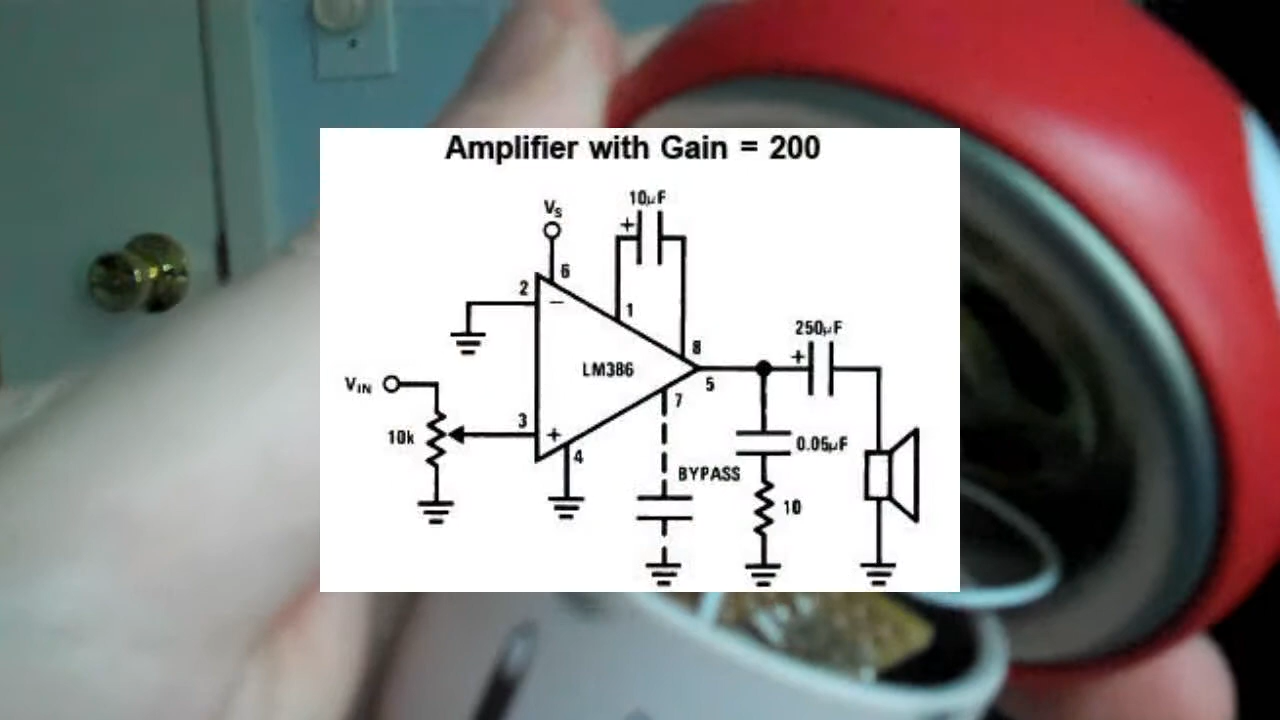 Amplifier with Gain = 200
10µF
+
Vs
6
2
−
1
8
LM386
5
250µF
+
VIN
10k
3
+
4
7
BYPASS
0.05µF
10